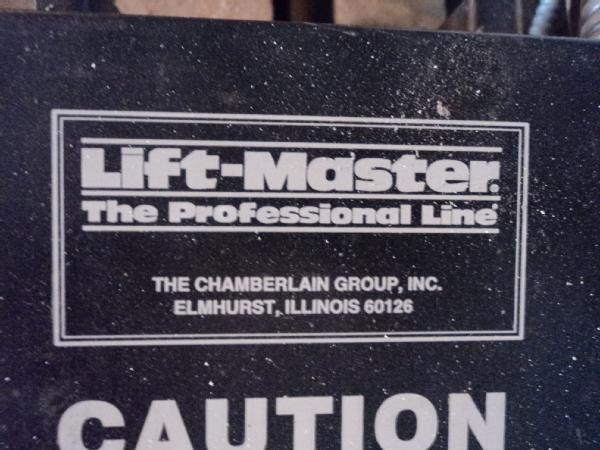 Lift-Master®
The Professional Line®
THE CHAMBERLAIN GROUP, INC.
ELMHURST, ILLINOIS 60126
CAUTION